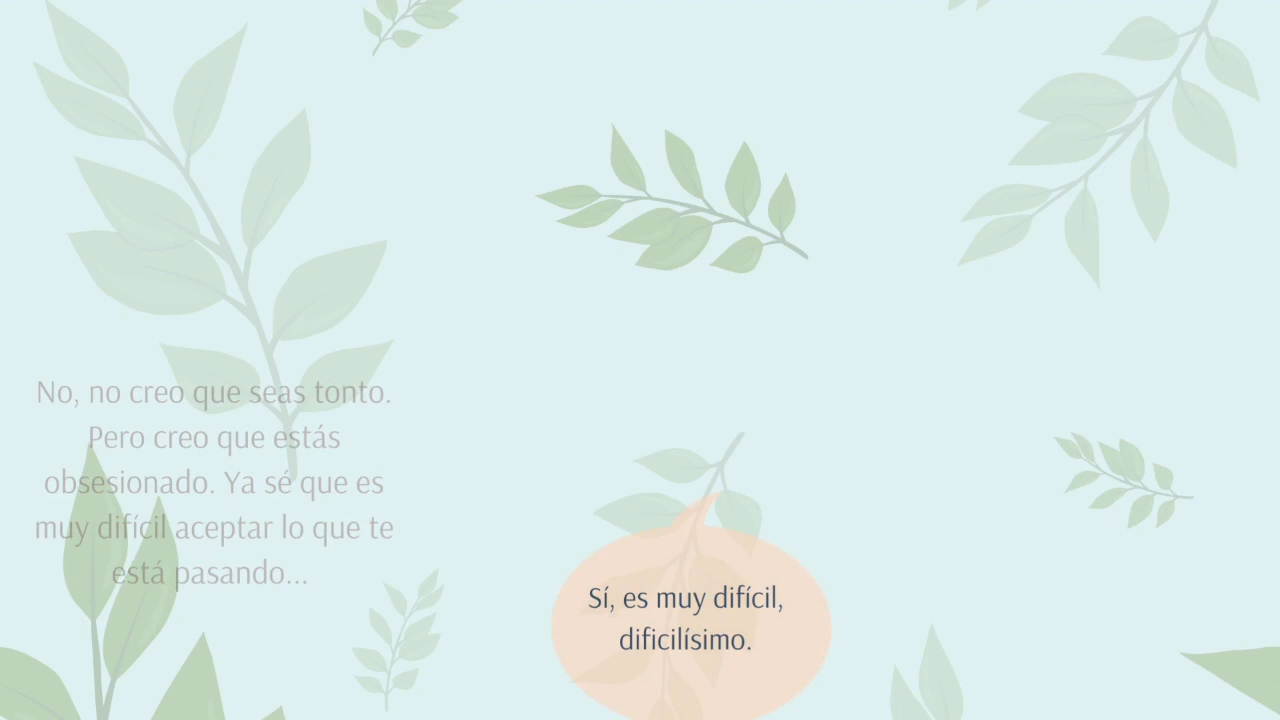 No, no creo que seas tonto.
Pero creo que estás
obsesionado. Ya sé que es
muy difícil aceptar lo que te
está pasando...
Sí, es muy difícil,
dificilísimo.